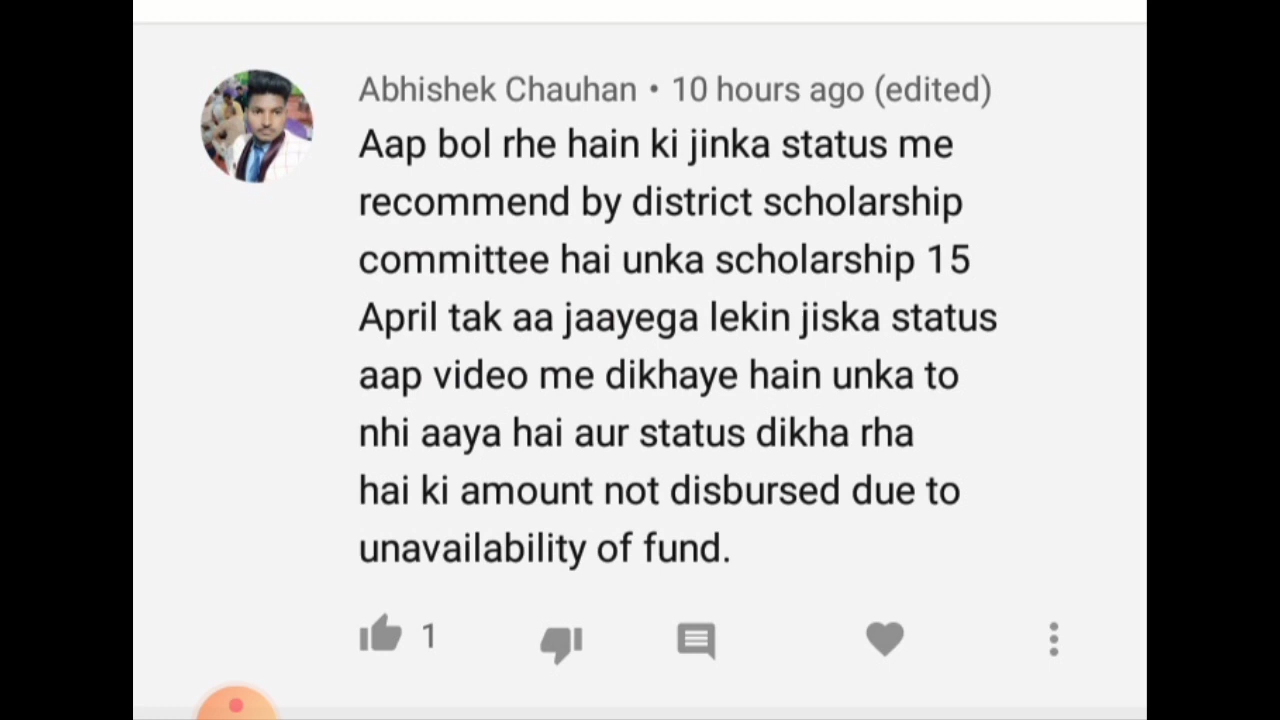 Abhishek Chauhan • 10 hours ago (edited)
Aap bol rhe hain ki jinka status me
recommend by district scholarship
committee hai unka scholarship 15
April tak aa jaayega lekin jiska status
aap video me dikhaye hain unka to
nhi aaya hai aur status dikha rha
hai ki amount not disbursed due to
unavailability of fund.
1